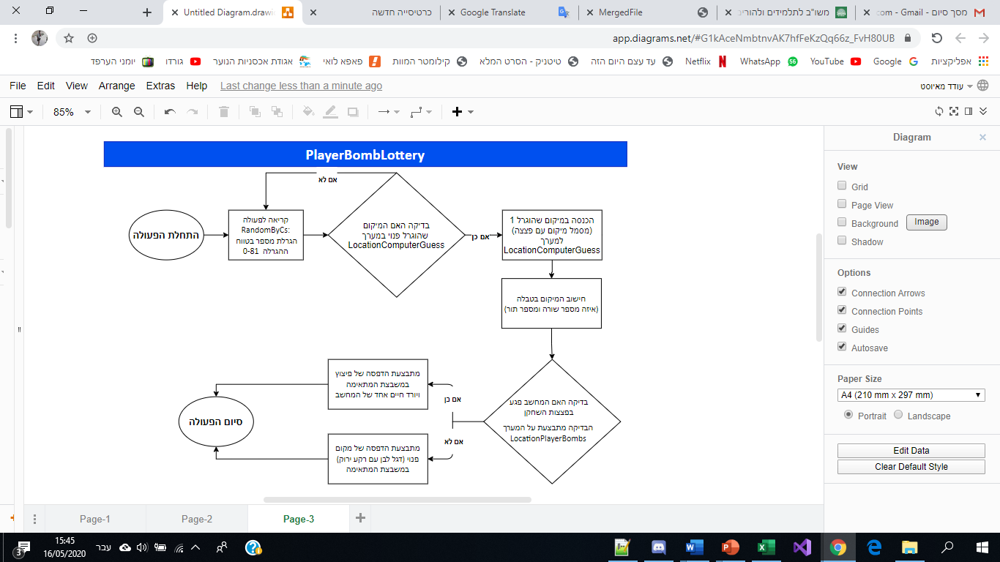 Untitled Diagram.drawi
כרטיסייה חדשה
Google Translate
MergedFile
משו"ב לתלמידים ולהורי
מסך סיום - com - Gmail
app.diagrams.net/#G1kAceNmbtnvAK7hfFeKzQq66z_FvH80UB
אפליקציות
Google
YouTube
WhatsApp
Netflix
עד עצם היום הזה
טיטניק - הסרט המלא
קילומטר המוות
פאפא לואי
אגודת אכסניות הנוער
גורדו
יומני הערפד
File Edit View Arrange Extras Help Last change less than a minute ago
עודד מאיוסט
85%
PlayerBombLottery
אם לא
התחלת הפעולה
קריאה לפעולה
RandomByCs:
הגרלת מספר בטווח
ההגרלה 0-81
בדיקה האם המיקום
שהוגרל פנוי במערך
LocationComputerGuess
אם כן
הכנסה במיקום שהוגרל 1
(מסמל מיקום עם פצצה)
למערך
LocationComputerGuess
חישוב המיקום בטבלה
(איזה מספר שורה ומספר תור)
בדיקה האם המחשב פגע
בפצצות השחקן
הבדיקה מתבצעת על המערך
LocationPlayerBombs
אם כן
אם לא
מתבצעת הדפסה של פיצוץ
במשבצת המתאימה
ויורד חיים אחד של המחשב
מתבצעת הדפסה של מקום
פנוי (דגל לבן עם רקע ירוק)
במשבצת המתאימה
סיום הפעולה
Diagram
View
Grid
Page View
Background
Image
Shadow
Options
Connection Arrows
Connection Points
Guides
Autosave
Paper Size
A4 (210 mm x 297 mm)
Portrait Landscape
Edit Data
Clear Default Style
Page-1
Page-2
Page-3
3
15:45
16/05/2020
עבר